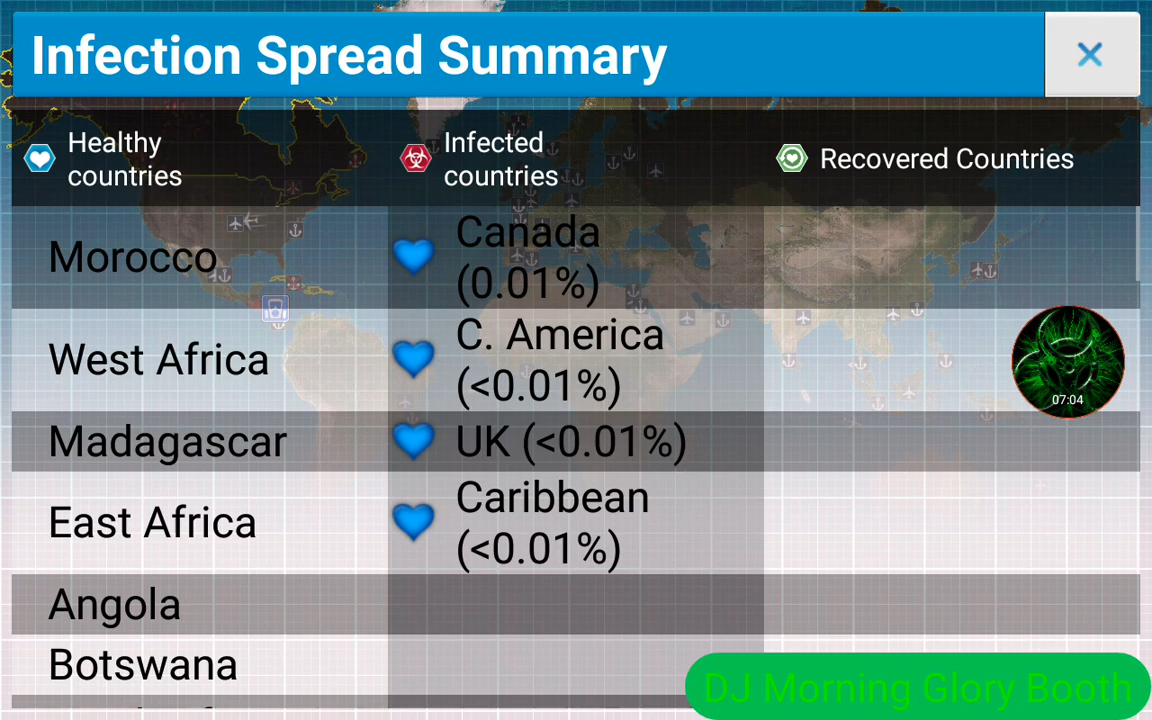 Infection Spread Summary
Healthy
countries
Infected
countries
Recovered Countries
Morocco
Canada
(0.01%)
West Africa
C. America
(<0.01%)
07:04
Madagascar
UK (<0.01%)
East Africa
Caribbean
(<0.01%)
Angola
Botswana
DJ Morning Glory Booth